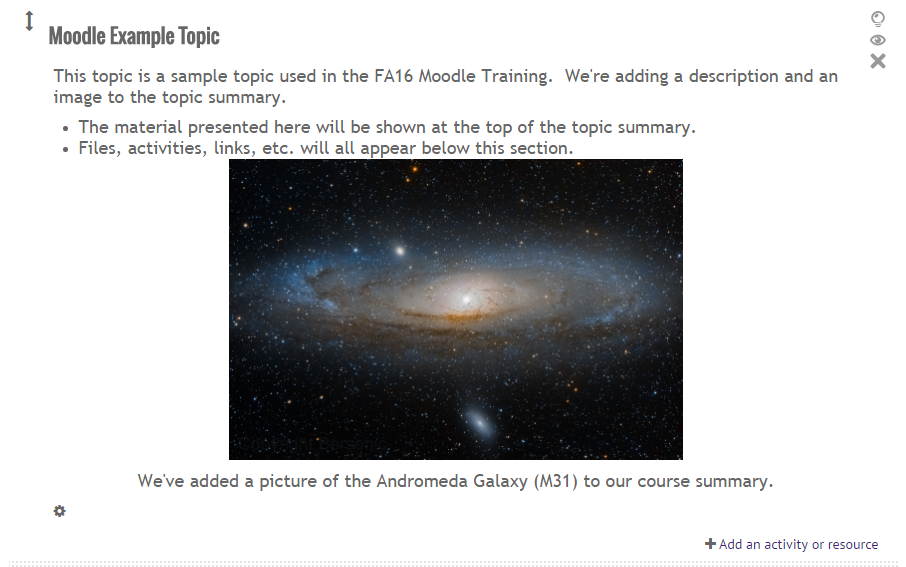 Moodle Example Topic
This topic is a sample topic used in the FA16 Moodle Training.  We're adding a description and an
image to the topic summary.
• The material presented here will be shown at the top of the topic summary.
• Files, activities, links, etc. will all appear below this section.
We've added a picture of the Andromeda Galaxy (M31) to our course summary.
Add an activity or resource